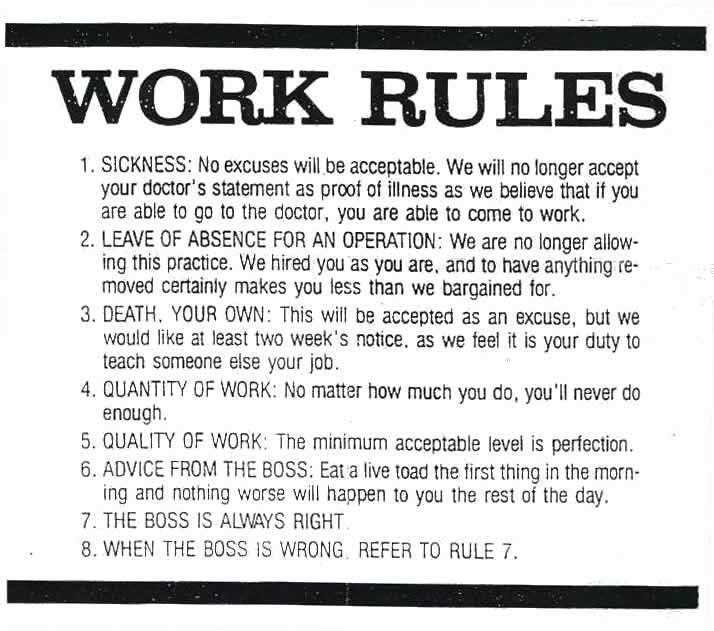 WORK RULES
1. SICKNESS: No excuses will be acceptable. We will no longer accept
your doctor's statement as proof of illness as we believe that if you
are able to go to the doctor, you are able to come to work.
2. LEAVE OF ABSENCE FOR AN OPERATION: We are no longer allow-
ing this practice. We hired you as you are, and to have anything re-
moved certainly makes you less than we bargained for.
3. DEATH, YOUR OWN: This will be accepted as an excuse, but we
would like at least two week's notice, as we feel it is your duty to
teach someone else your job.
4. QUANTITY OF WORK: No matter how much you do, you'll never do
enough.
5. QUALITY OF WORK: The minimum acceptable level is perfection.
6. ADVICE FROM THE BOSS: Eat a live toad the first thing in the morn-
ing and nothing worse will happen to you the rest of the day.
7. THE BOSS IS ALWAYS RIGHT.
8. WHEN THE BOSS IS WRONG, REFER TO RULE 7.